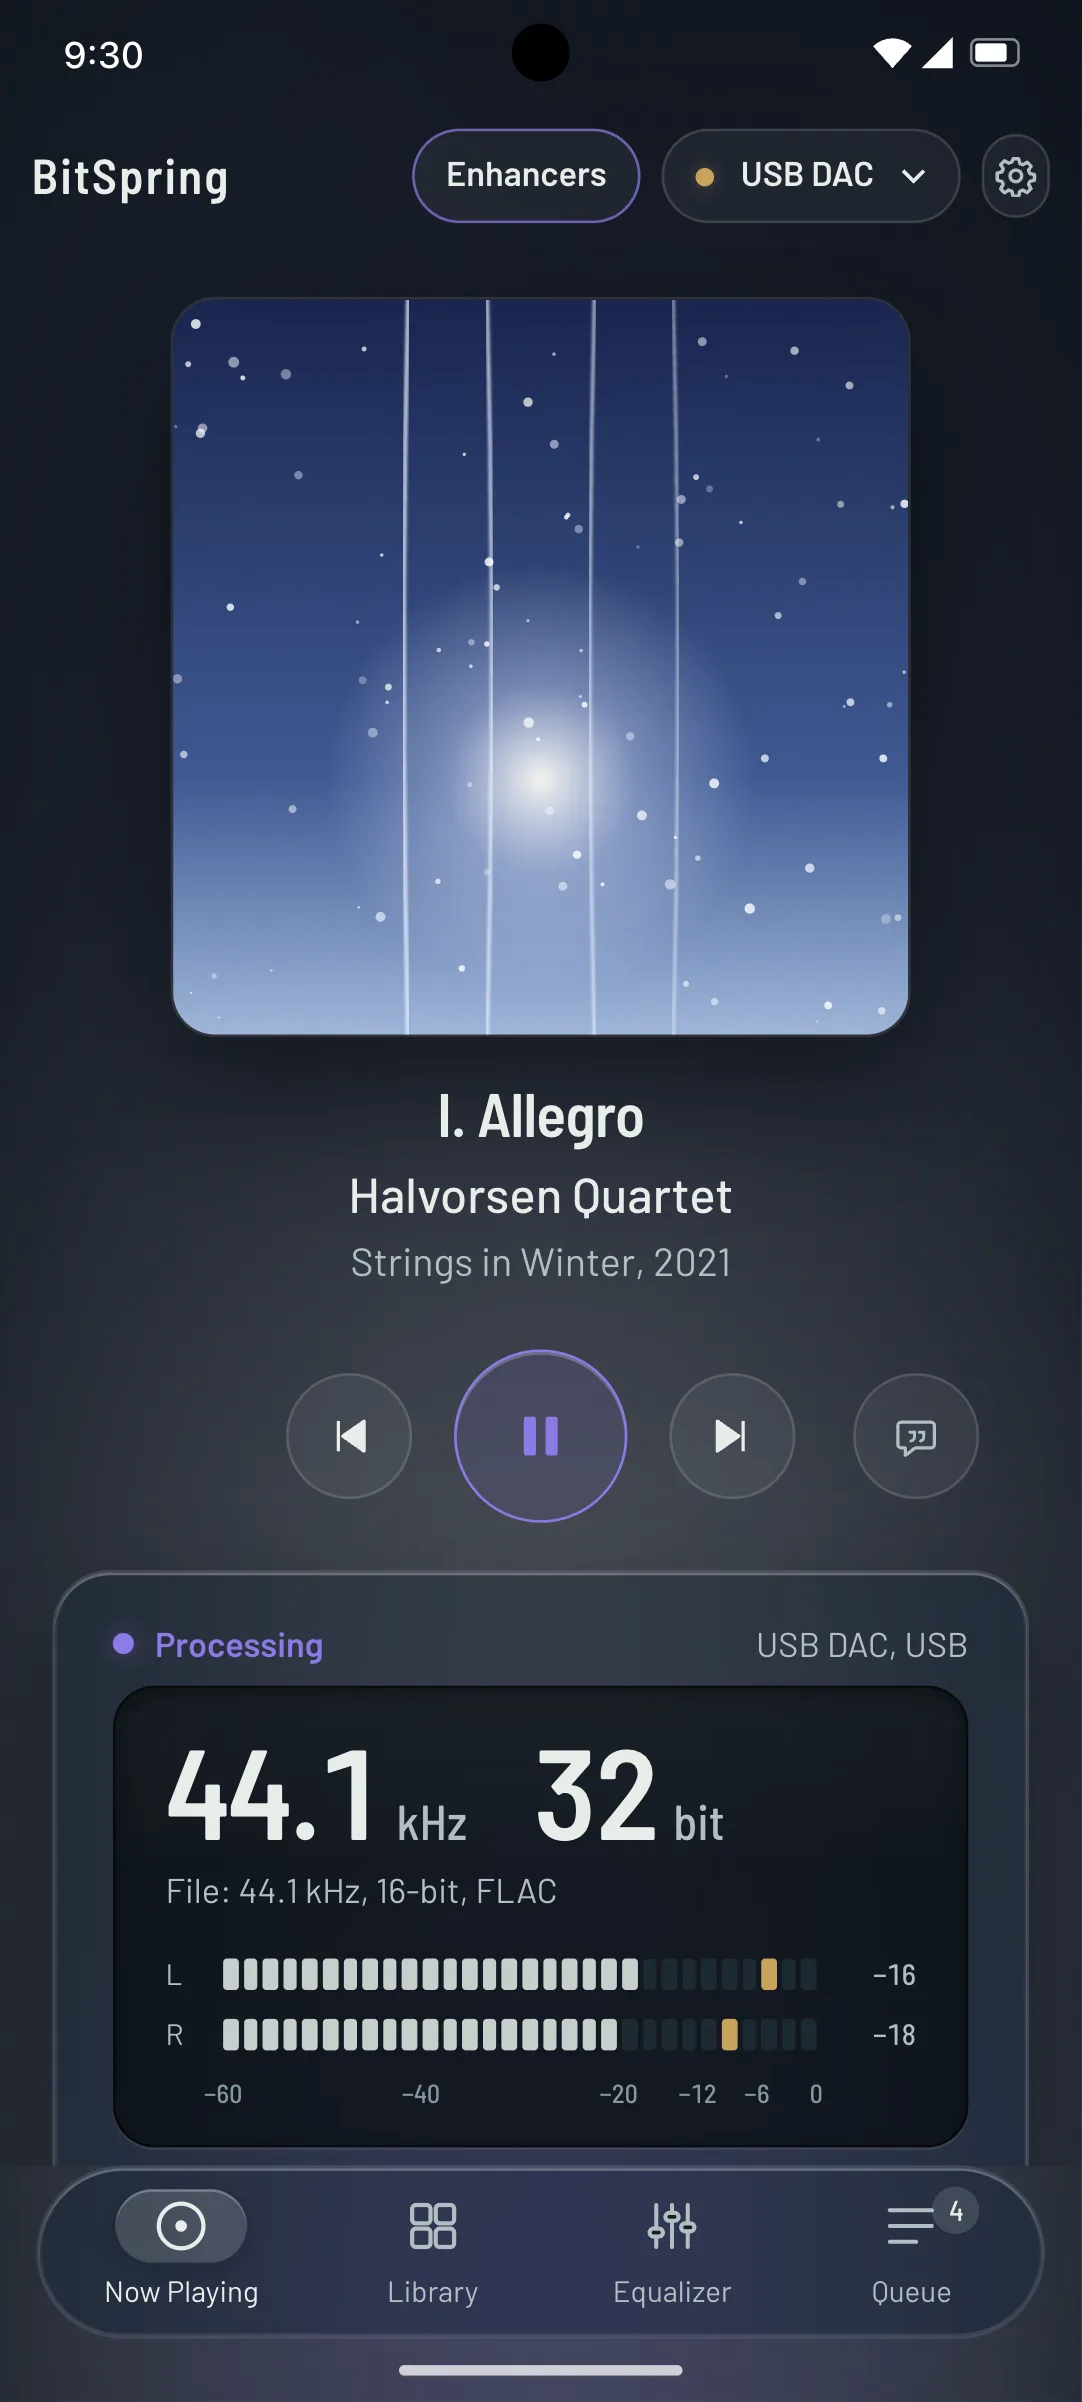 9:30
BitSpring
Enhancers
USB DAC
I. Allegro
Halvorsen Quartet
Strings in Winter, 2021
Processing
USB DAC, USB
44.1 kHz 32 bit
File: 44.1 kHz, 16-bit, FLAC
L −16
R −18
−60 −40 −20 −12 −6 0
4
Now Playing Library Equalizer Queue